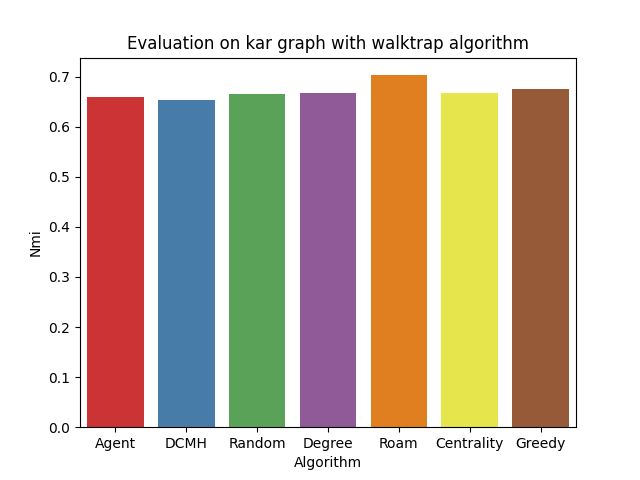 Evaluation on kar graph with walktrap algorithm
0.7
0.6
0.5
0.4
0.3
0.2
0.1
0.0
Nmi
Agent DCMH Random Degree Roam Centrality Greedy
Algorithm